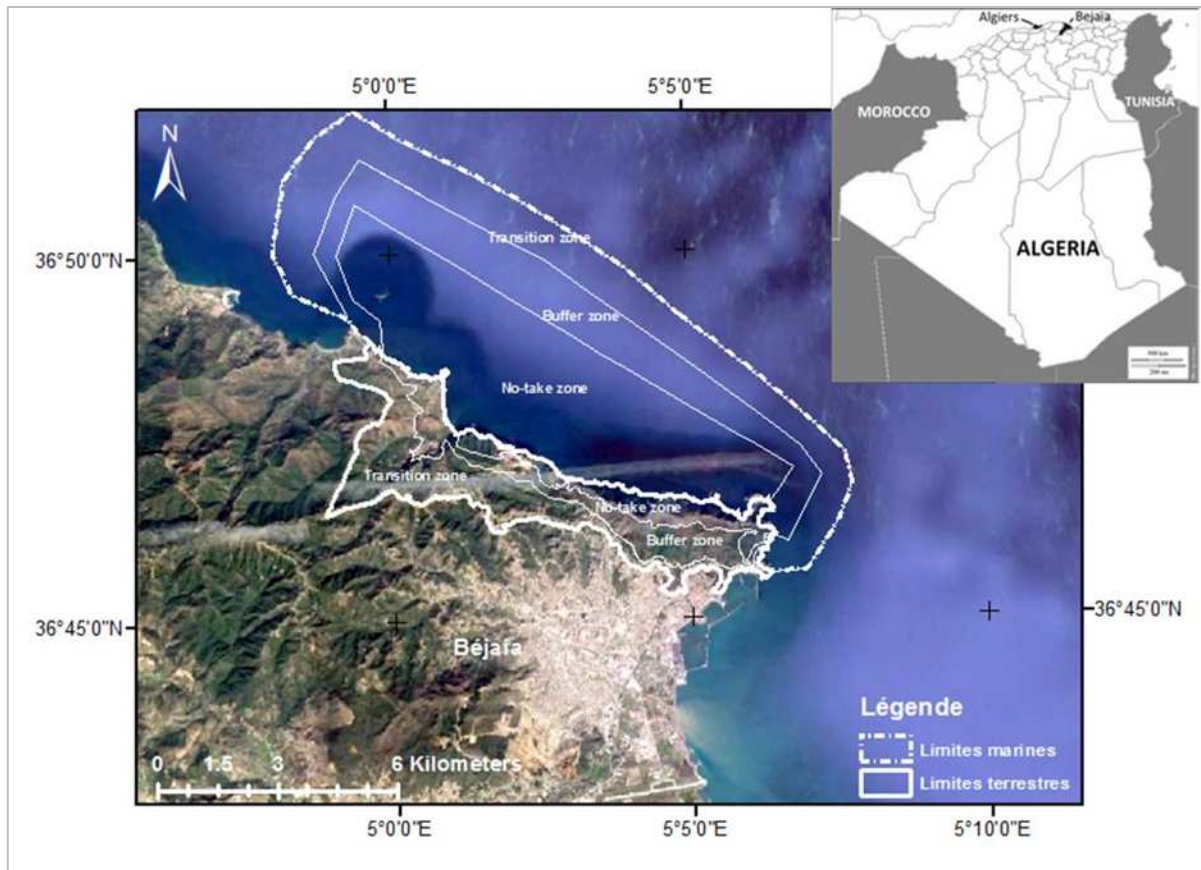 Algiers Bejaïa
MOROCCO
TUNISIA
ALGERIA
5°0'0"E 5°5'0"E
N
36°50'0"N
Transition zone
Buffer zone
No-take zone
Transition zone
No-take zone
Buffer zone
36°45'0"N
36°45'0"N
Béjaïa
Légende
Limites marines
Limites terrestres
0 1.5 3 6 Kilometers
5°0'0"E 5°5'0"E 5°10'0"E